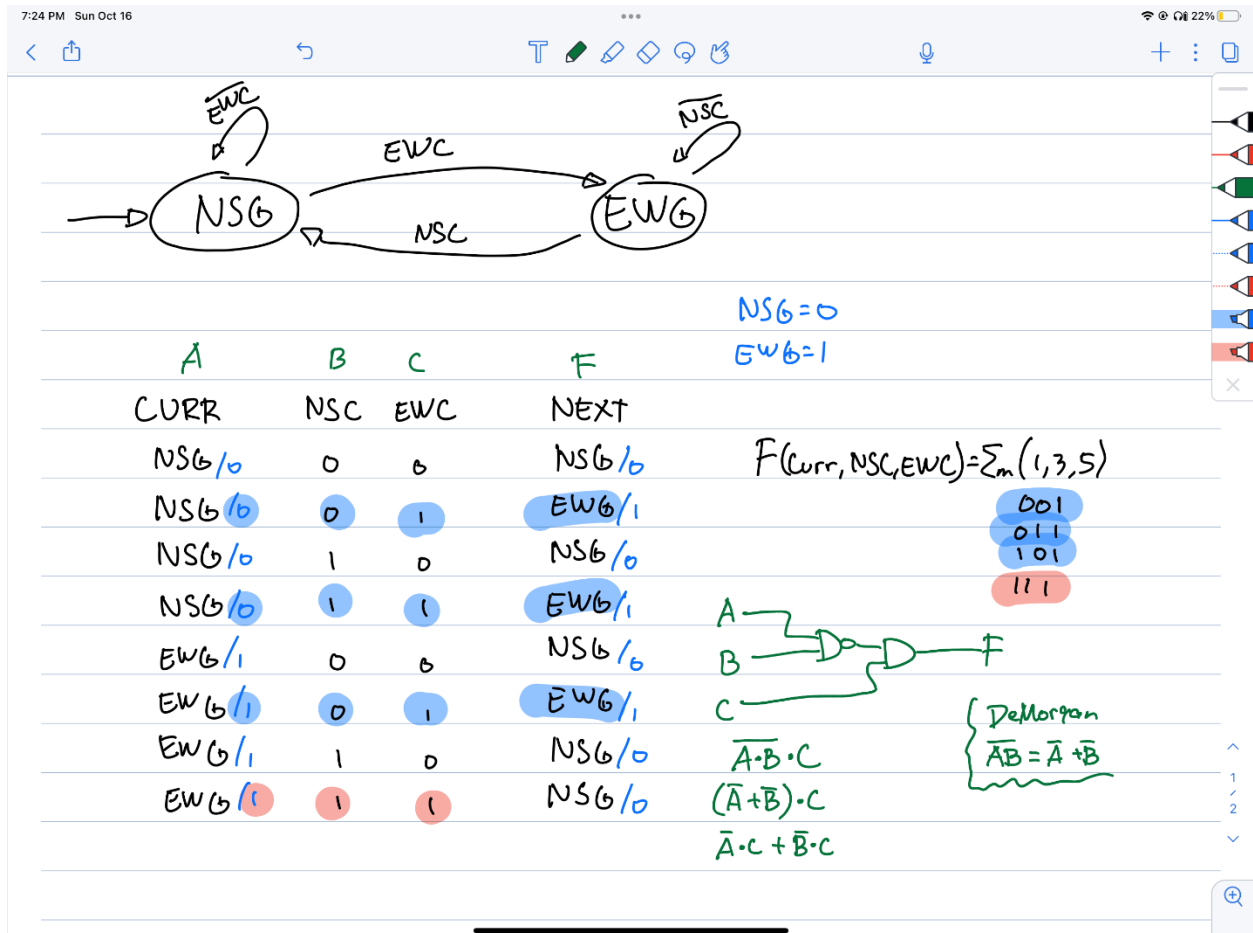 7:24 PM Sun Oct 16
22%
E̅W̅C̅
N̅S̅C̅
EWC
NSG
EWG
NSC
NSG=0
EWG=1
A B C F
CURR NSC EWC NEXT
NSG/0 0 0 NSG/0
F(Curr, NSC, EWC)=Σm(1,3,5)
NSG/0 0 1 EWG/1
001
011
NSG/0 1 0 NSG/0
101
111
NSG/0 1 1 EWG/1
A
EWG/1 0 0 NSG/0
B
F
EWG/1 0 1 EWG/1
C
DeMorgan
EWG/1 1 0 NSG/0
A̅·̅B̅·C
A̅B̅ = A̅ + B̅
EWG/1 1 1 NSG/0
(A̅+B̅)·C
A̅·C + B̅·C
1
/
2